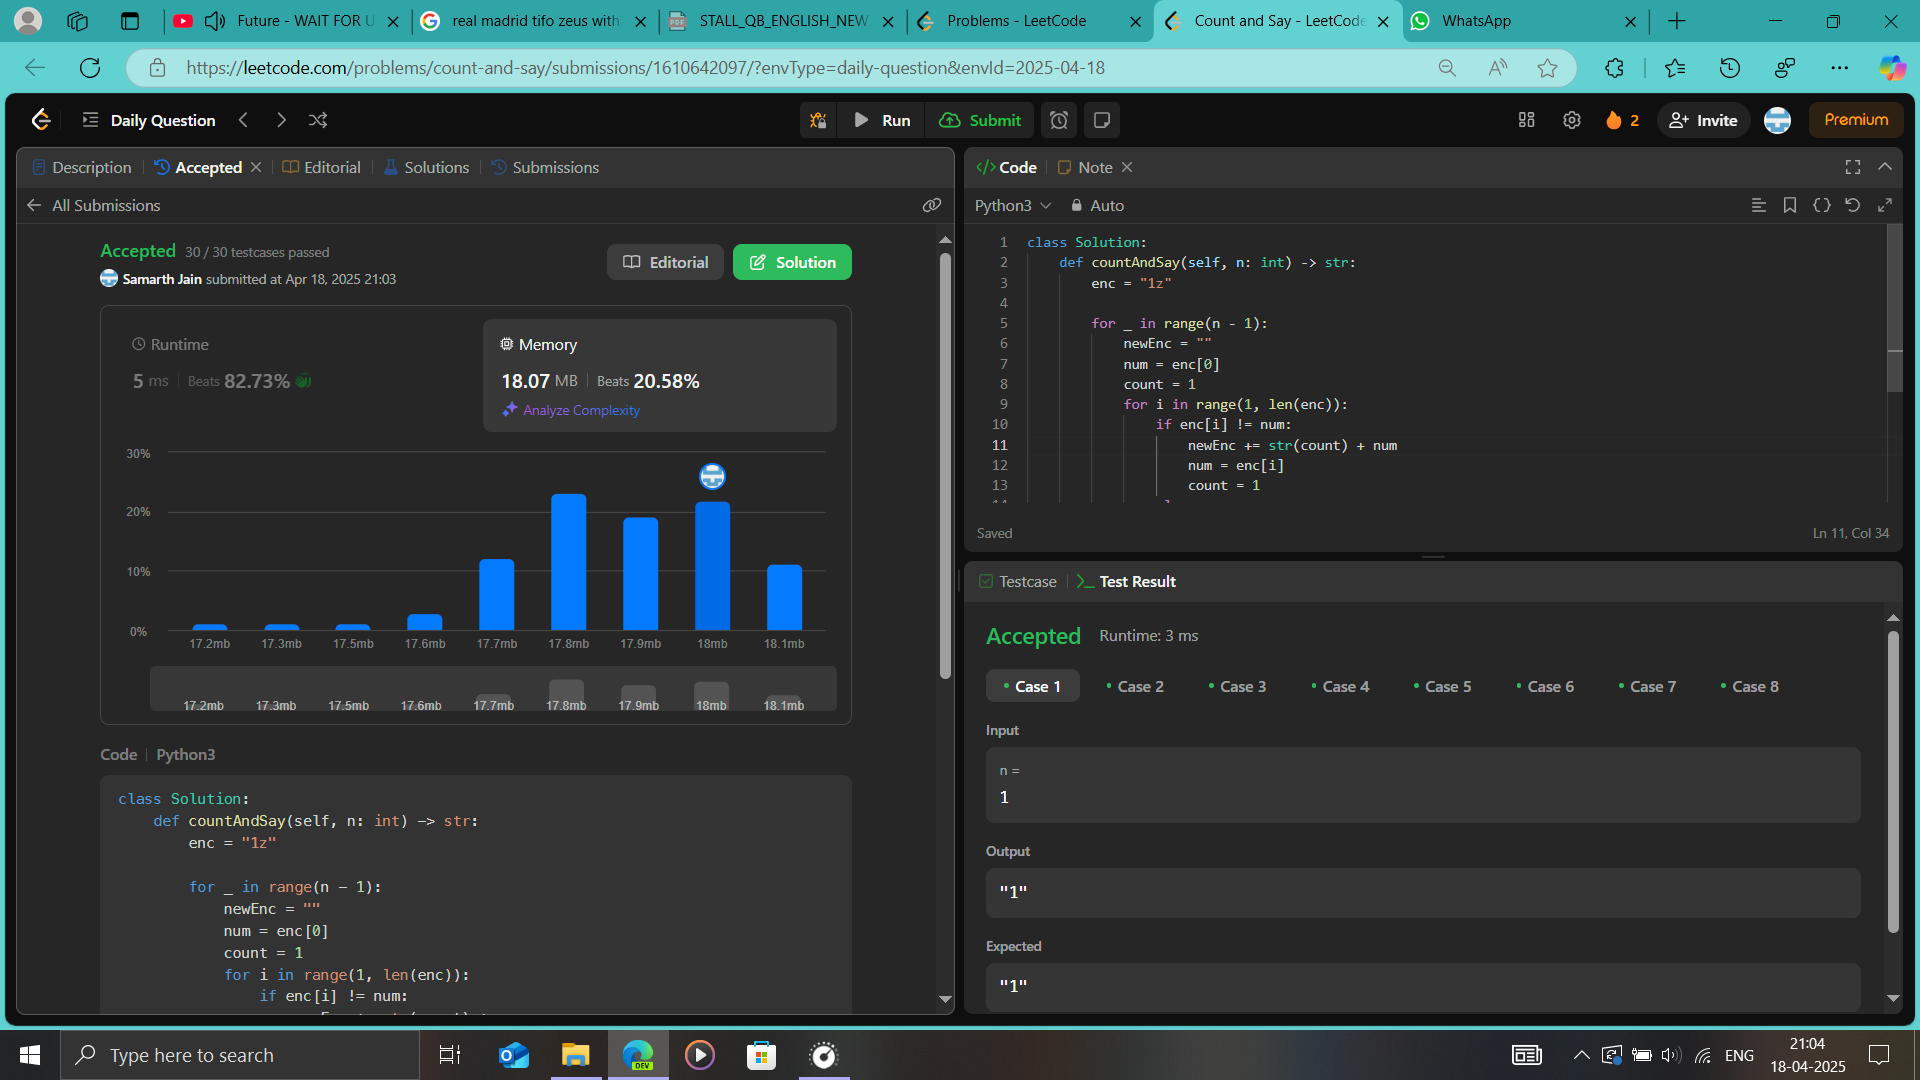 Future - WAIT FOR U
real madrid tifo zeus with
STALL_QB_ENGLISH_NEW
Problems - LeetCode
Count and Say - LeetCode
WhatsApp
https://leetcode.com/problems/count-and-say/submissions/1610642097/?envType=daily-question&envId=2025-04-18
Daily Question
Run
Submit
2
Invite
Premium
Description
Accepted
Editorial
Solutions
Submissions
All Submissions
Accepted 30 / 30 testcases passed
Samarth Jain submitted at Apr 18, 2025 21:03
Editorial
Solution
Runtime
5 ms Beats 82.73%
Memory
18.07 MB Beats 20.58%
Analyze Complexity
30%
20%
10%
0%
17.2mb 17.3mb 17.5mb 17.6mb 17.7mb 17.8mb 17.9mb 18mb 18.1mb
17.2mb 17.3mb 17.5mb 17.6mb 17.7mb 17.8mb 17.9mb 18mb 18.1mb
Code | Python3
class Solution:
def countAndSay(self, n: int) -> str:
enc = "1z"
for _ in range(n - 1):
newEnc = ""
num = enc[0]
count = 1
for i in range(1, len(enc)):
if enc[i] != num:
</> Code
Note
Python3
Auto
1 class Solution:
2 def countAndSay(self, n: int) -> str:
3 enc = "1z"
4
5 for _ in range(n - 1):
6 newEnc = ""
7 num = enc[0]
8 count = 1
9 for i in range(1, len(enc)):
10 if enc[i] != num:
11 newEnc += str(count) + num
12 num = enc[i]
13 count = 1
Saved
Ln 11, Col 34
Testcase
Test Result
Accepted Runtime: 3 ms
Case 1
Case 2
Case 3
Case 4
Case 5
Case 6
Case 7
Case 8
Input
n =
1
Output
"1"
Expected
"1"
Type here to search
DEV
ENG
21:04
18-04-2025